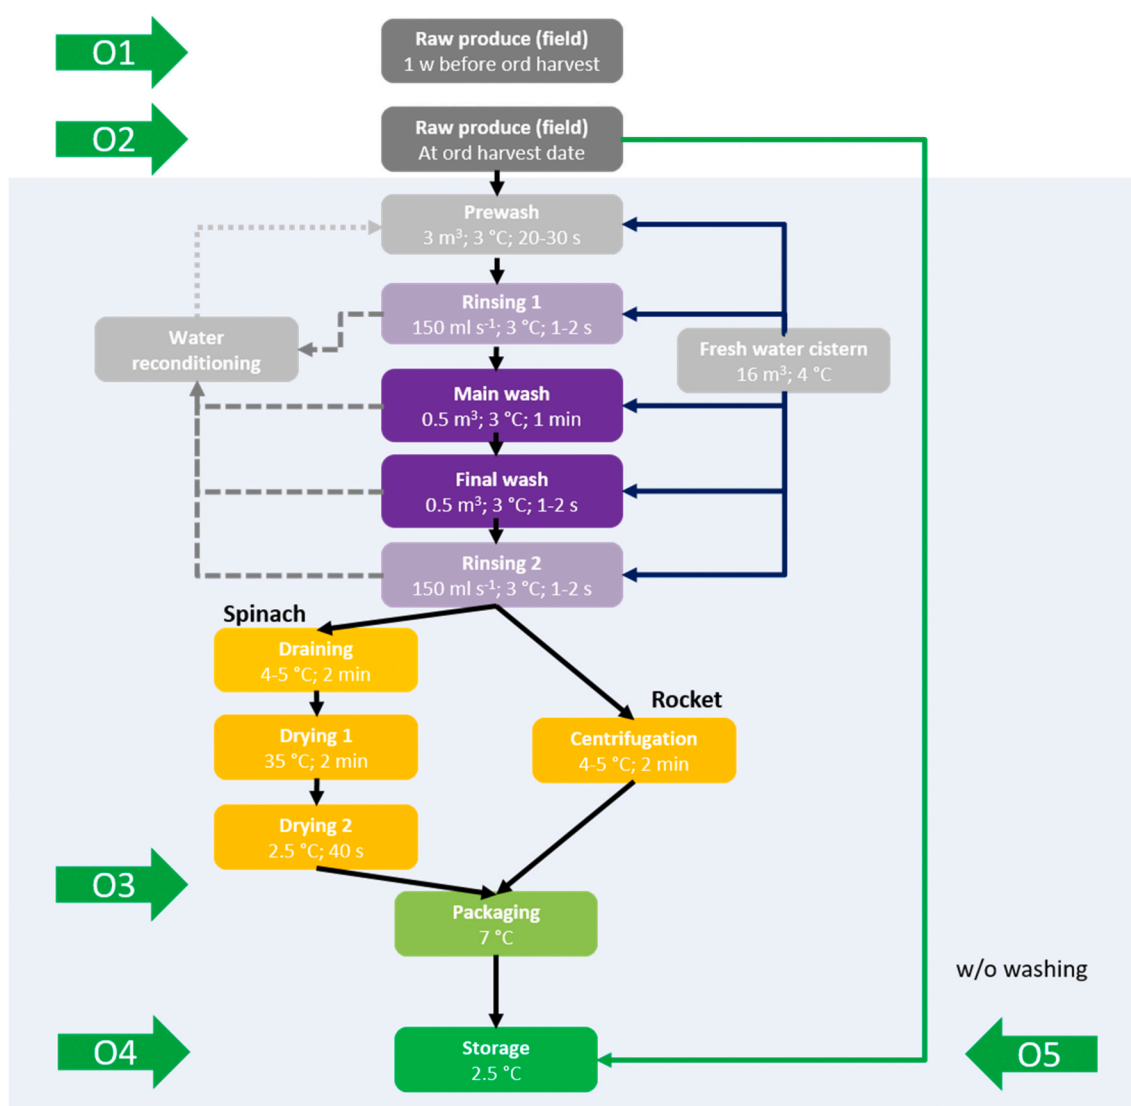 O1
Raw produce (field)
1 w before ord harvest
O2
Raw produce (field)
At ord harvest date
Prewash
3 m³; 3 °C; 20-30 s
Rinsing 1
150 ml s⁻¹; 3 °C; 1-2 s
Water
reconditioning
Fresh water cistern
16 m³; 4 °C
Main wash
0.5 m³; 3 °C; 1 min
Final wash
0.5 m³; 3 °C; 1-2 s
Rinsing 2
150 ml s⁻¹; 3 °C; 1-2 s
Spinach
Draining
4-5 °C; 2 min
Rocket
Drying 1
35 °C; 2 min
Centrifugation
4-5 °C; 2 min
Drying 2
2.5 °C; 40 s
O3
Packaging
7 °C
w/o washing
O4
Storage
2.5 °C
O5